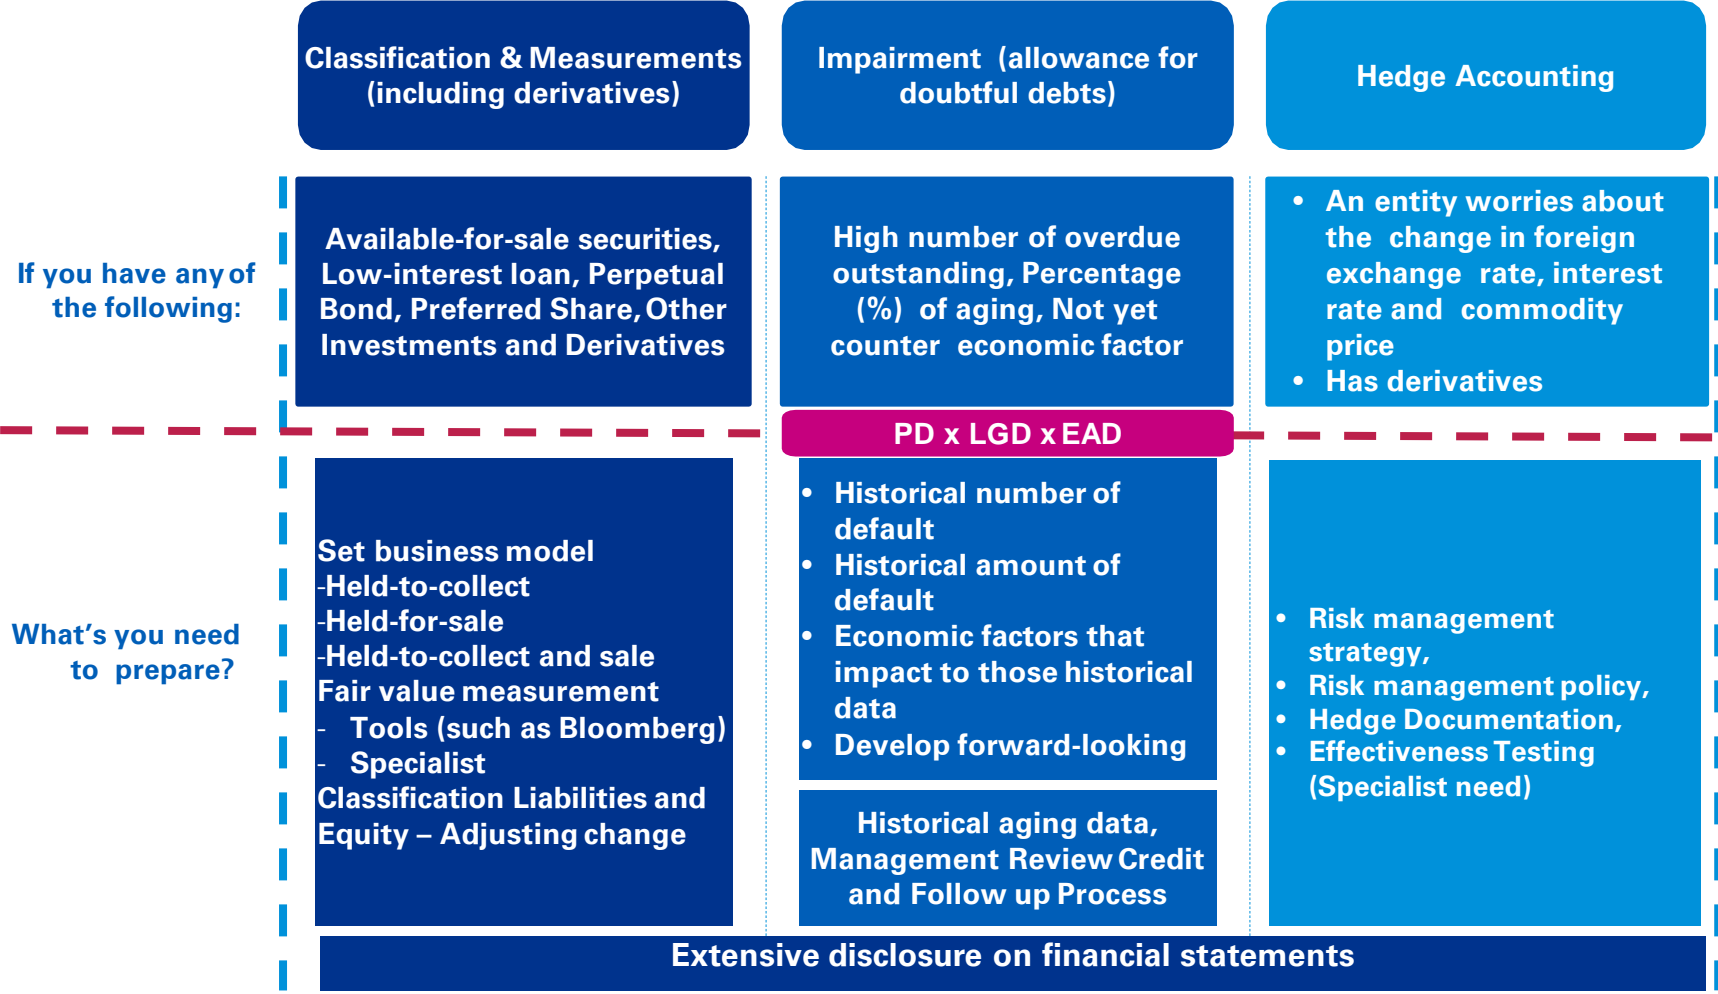 Classification & Measurements
(including derivatives)
Impairment (allowance for
doubtful debts)
Hedge Accounting
If you have any of
the following:
Available-for-sale securities,
Low-interest loan, Perpetual
Bond, Preferred Share, Other
Investments and Derivatives
High number of overdue
outstanding, Percentage
(%) of aging, Not yet
counter economic factor
• An entity worries about
the change in foreign
exchange rate, interest
rate and commodity
price
• Has derivatives
PD x LGD x EAD
What's you need
to prepare?
Set business model
-Held-to-collect
-Held-for-sale
-Held-to-collect and sale
Fair value measurement
- Tools (such as Bloomberg)
- Specialist
Classification Liabilities and
Equity – Adjusting change
• Historical number of
default
• Historical amount of
default
• Economic factors that
impact to those historical
data
• Develop forward-looking
Historical aging data,
Management Review Credit
and Follow up Process
• Risk management
strategy,
• Risk management policy,
• Hedge Documentation,
• Effectiveness Testing
(Specialist need)
Extensive disclosure on financial statements